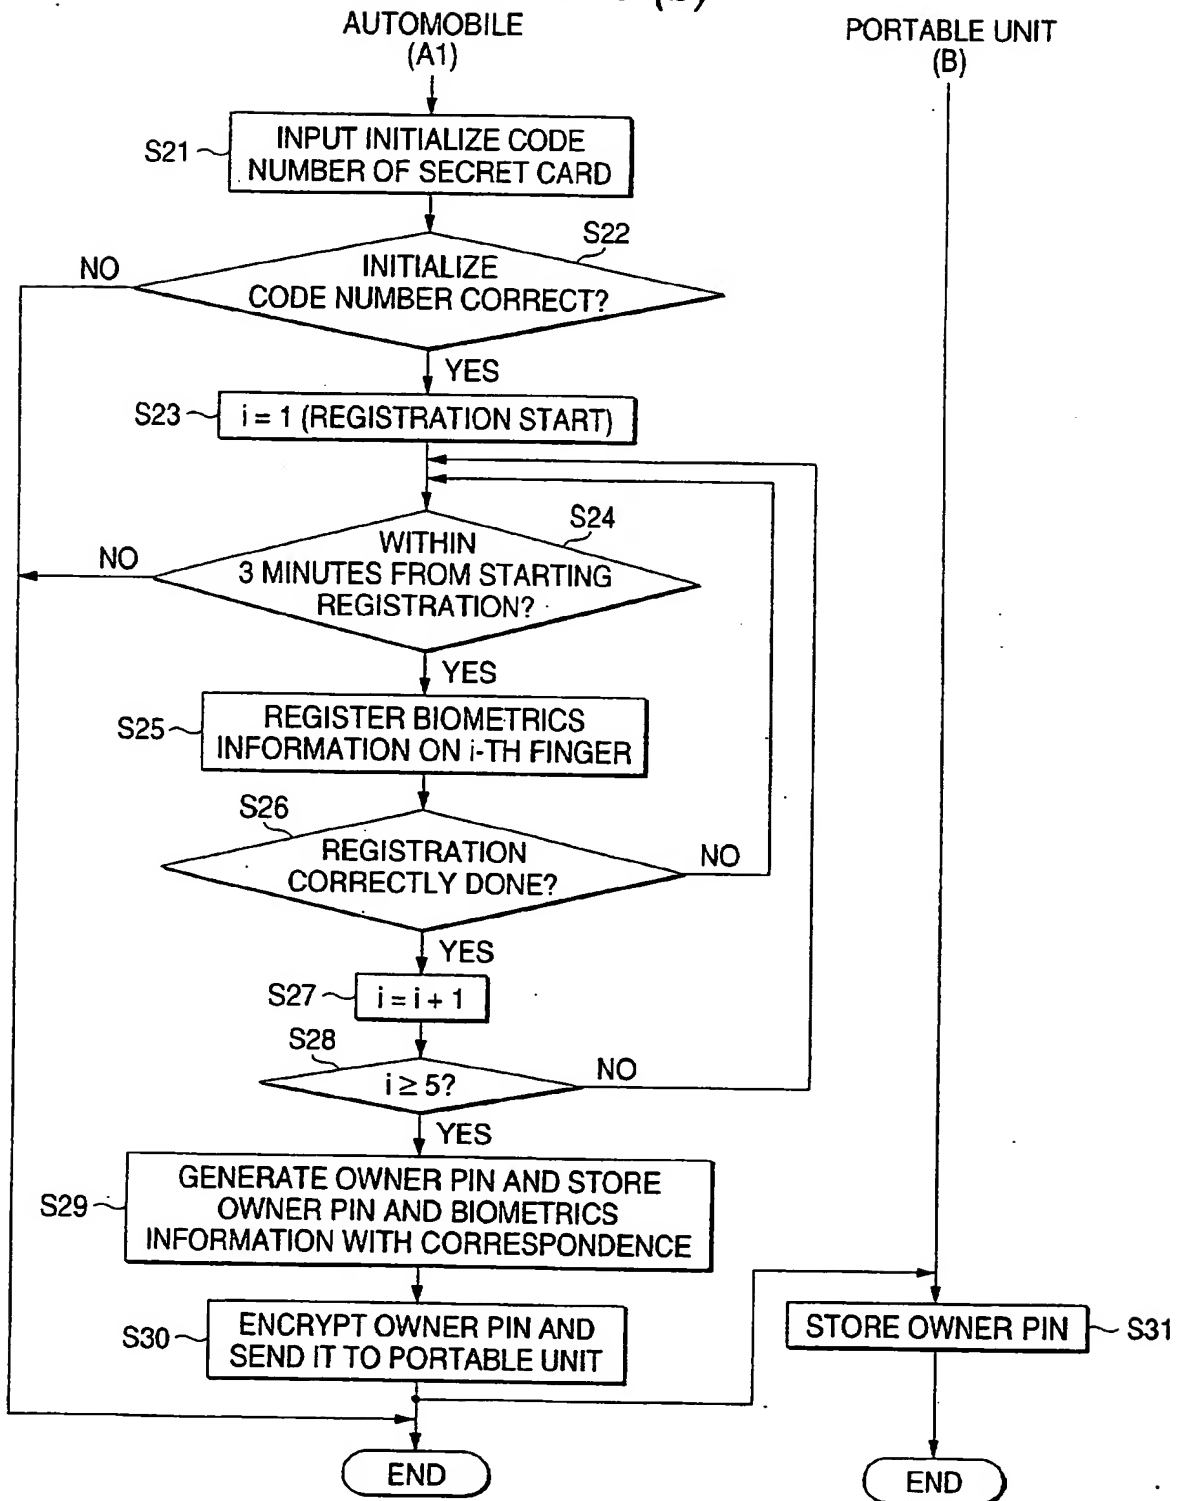 (b)
AUTOMOBILE
(A1)
PORTABLE UNIT
(B)
S21
INPUT INITIALIZE CODE
NUMBER OF SECRET CARD
S22
NO
INITIALIZE
CODE NUMBER CORRECT?
YES
S23
i = 1 (REGISTRATION START)
S24
NO
WITHIN
3 MINUTES FROM STARTING
REGISTRATION?
YES
S25
REGISTER BIOMETRICS
INFORMATION ON i-TH FINGER
S26
REGISTRATION
CORRECTLY DONE?
NO
YES
S27
i = i + 1
S28
i ≥ 5?
NO
YES
S29
GENERATE OWNER PIN AND STORE
OWNER PIN AND BIOMETRICS
INFORMATION WITH CORRESPONDENCE
S30
ENCRYPT OWNER PIN AND
SEND IT TO PORTABLE UNIT
STORE OWNER PIN
S31
END
END